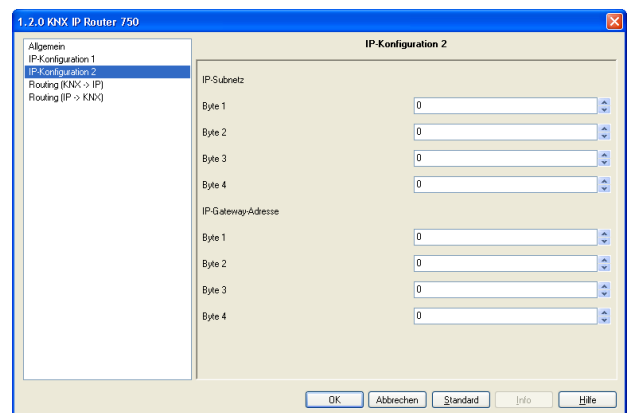 1.2.0 KNX IP Router 750
Allgemein
IP-Konfiguration 1
IP-Konfiguration 2
Routing (KNX -> IP)
Routing (IP -> KNX)
IP-Konfiguration 2
IP-Subnetz
Byte 1 0
Byte 2 0
Byte 3 0
Byte 4 0
IP-Gateway-Adresse
Byte 1 0
Byte 2 0
Byte 3 0
Byte 4 0
OK Abbrechen Standard Info Hilfe